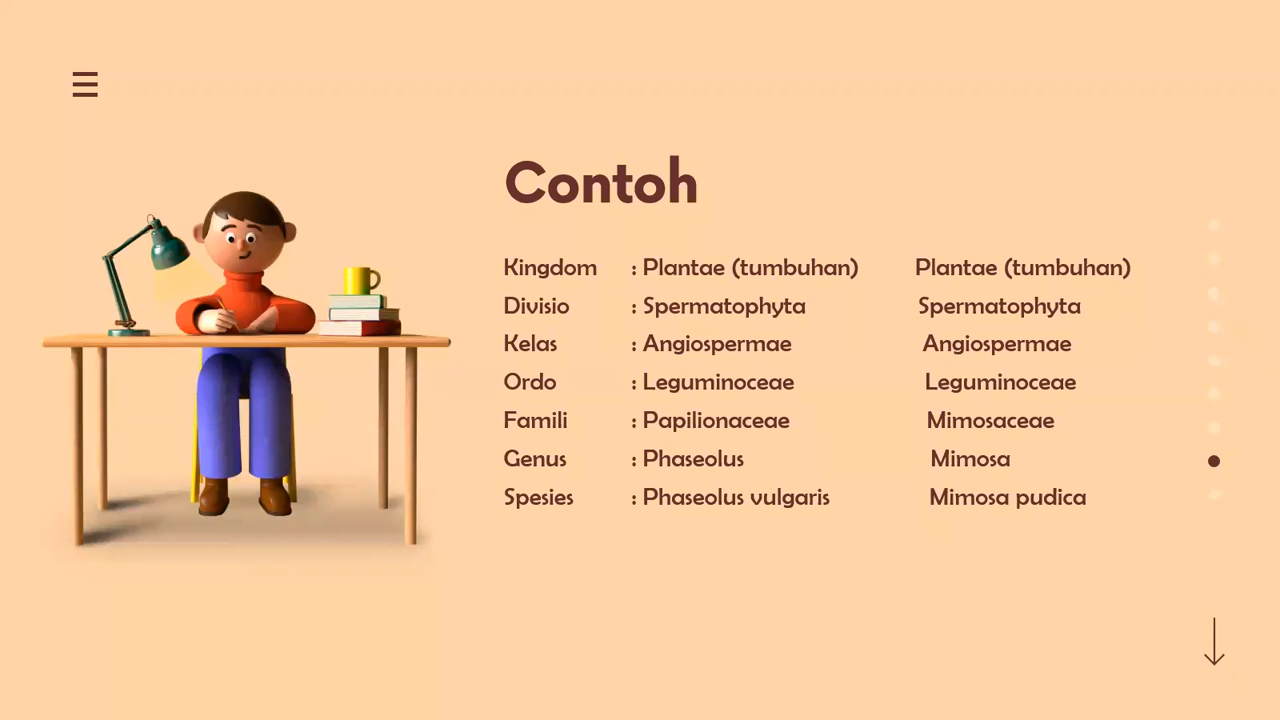 Contoh
Kingdom : Plantae (tumbuhan) Plantae (tumbuhan)
Divisio : Spermatophyta Spermatophyta
Kelas : Angiospermae Angiospermae
Ordo : Leguminoceae Leguminoceae
Famili : Papilionaceae Mimosaceae
Genus : Phaseolus Mimosa
Spesies : Phaseolus vulgaris Mimosa pudica